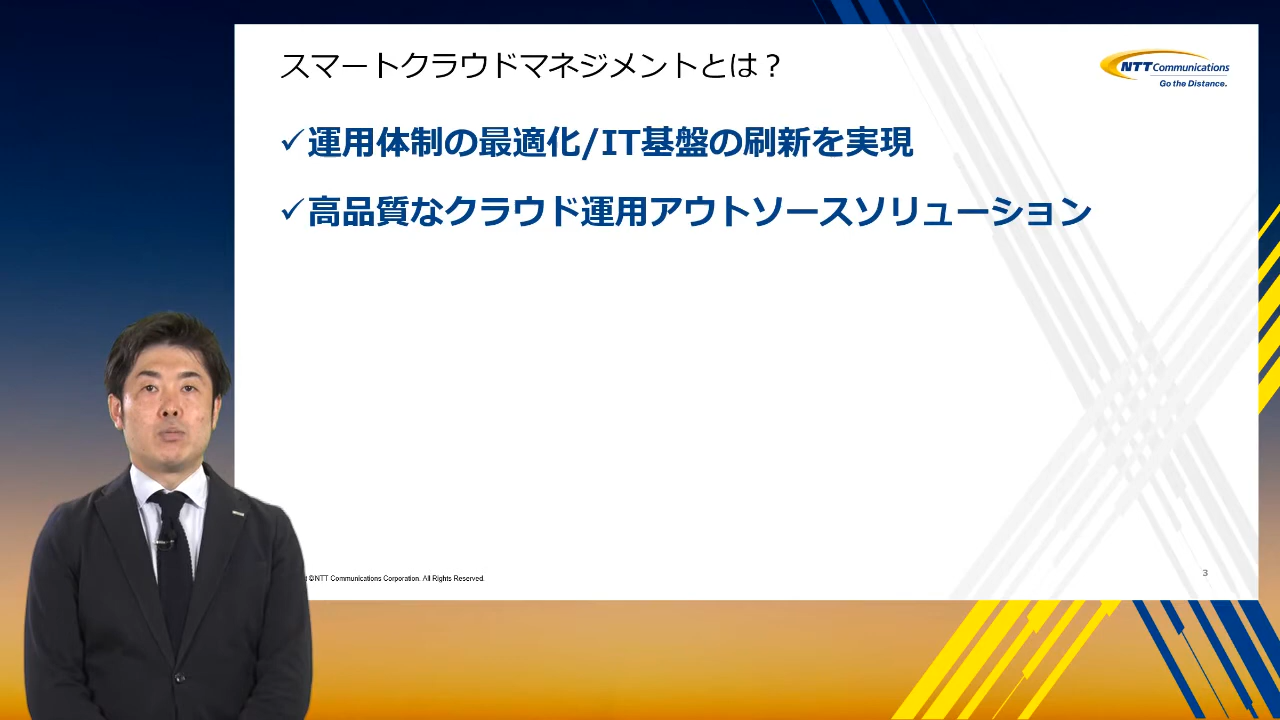 スマートクラウドマネジメントとは？
NTT Communications
Go the Distance.
✓運用体制の最適化/IT基盤の刷新を実現
✓高品質なクラウド運用アウトソースソリューション
©NTT Communications Corporation. All Rights Reserved.
3